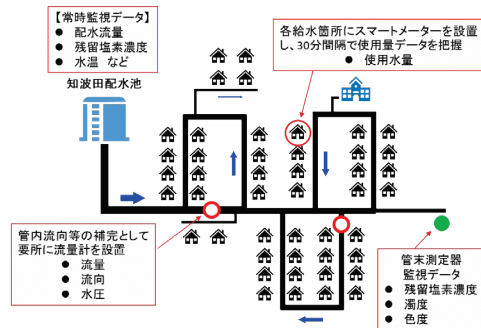 【常時監視データ】
● 配水流量
● 残留塩素濃度
● 水温 など
知波田配水池
各給水箇所にスマートメーターを設置
し、30分間隔で使用量データを把握
● 使用水量
管内流向等の補完として
要所に流量計を設置
● 流量
● 流向
● 水圧
管末測定器
監視データ
● 残留塩素濃度
● 濁度
● 色度